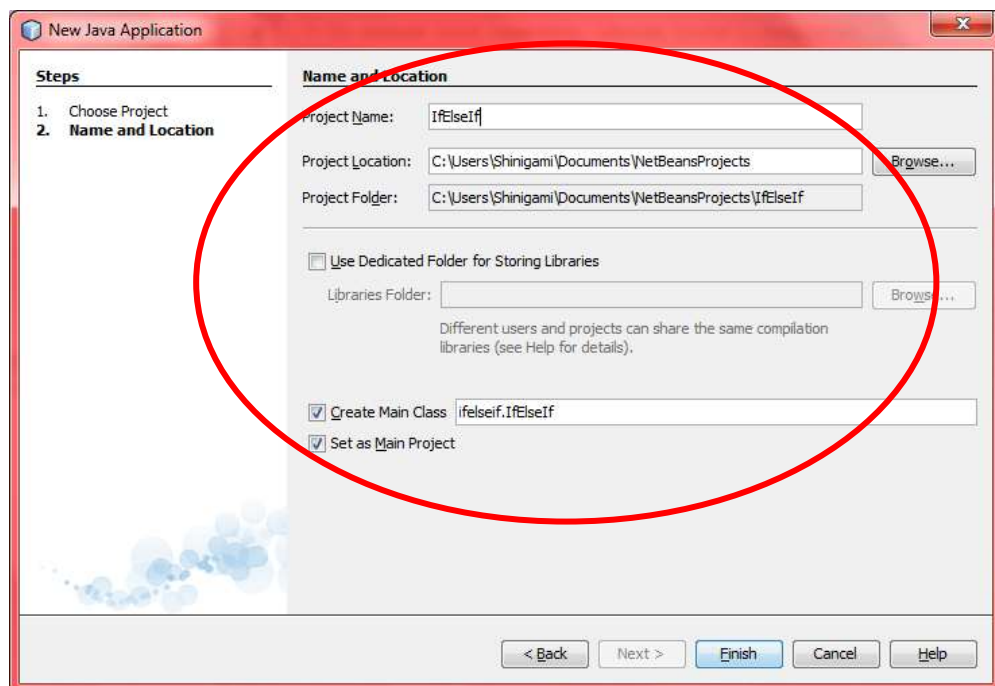 New Java Application
Steps
1. Choose Project
2. Name and Location
Name and Location
Project Name: IfElseIf
Project Location: C:\Users\Shinigami\Documents\NetBeansProjects Browse...
Project Folder: C:\Users\Shinigami\Documents\NetBeansProjects\IfElseIf
Use Dedicated Folder for Storing Libraries
Libraries Folder: Browse...
Different users and projects can share the same compilation
libraries (see Help for details).
Create Main Class ifelseif.IfElseIf
Set as Main Project
< Back Next > Finish Cancel Help